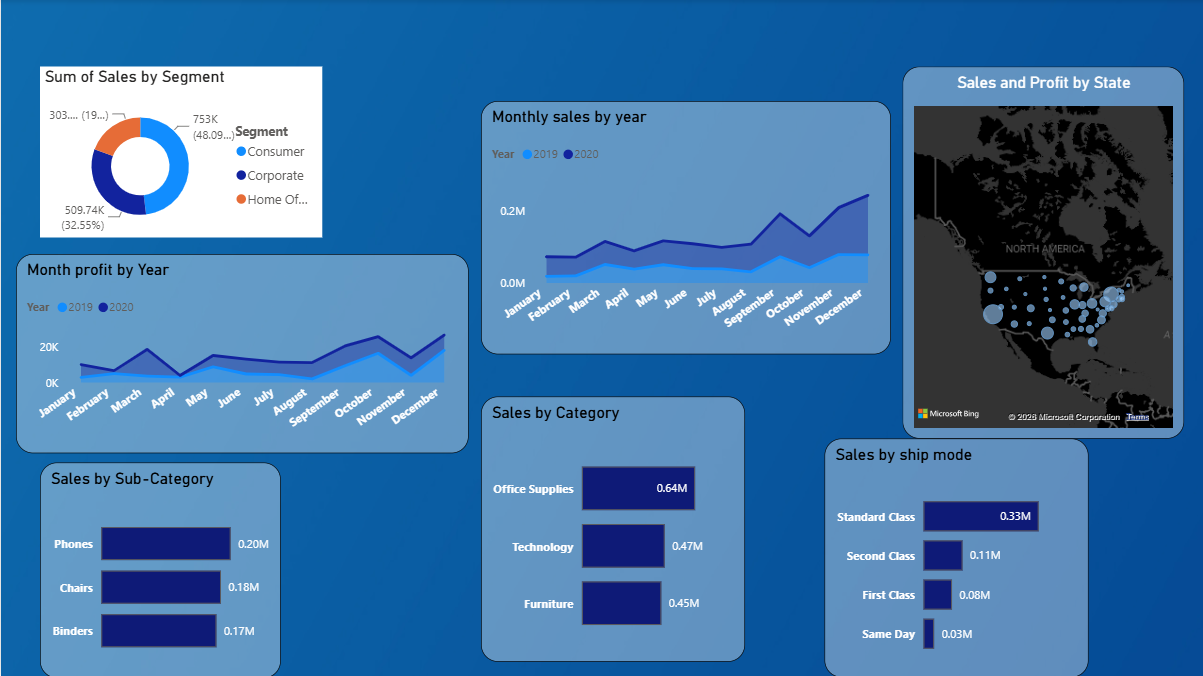 Sum of Sales by Segment
303.... (19...)
753K
(48.09...)
509.74K
(32.55%)
Segment
Consumer
Corporate
Home Of...
Month profit by Year
Year 2019 2020
20K
0K
January February March April May June July August September October November December
Sales by Sub-Category
Phones 0.20M
Chairs 0.18M
Binders 0.17M
Monthly sales by year
Year 2019 2020
0.2M
0.0M
January February March April May June July August September October November December
Sales by Category
Office Supplies 0.64M
Technology 0.47M
Furniture 0.45M
Sales and Profit by State
NORTH AMERICA
A
Microsoft Bing
© 2026 Microsoft Corporation Terms
Sales by ship mode
Standard Class 0.33M
Second Class 0.11M
First Class 0.08M
Same Day 0.03M